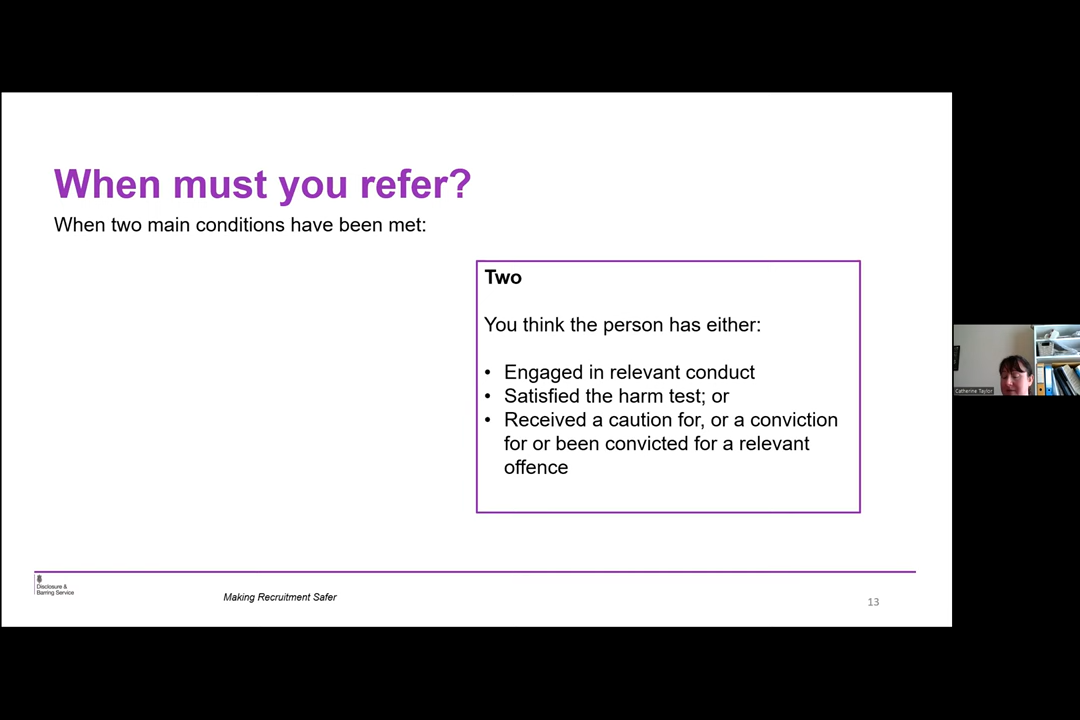 When must you refer?
When two main conditions have been met:
Two
You think the person has either:
• Engaged in relevant conduct
• Satisfied the harm test; or
• Received a caution for, or a conviction
for or been convicted for a relevant
offence
Catherine Taylor
Disclosure &
Barring Service
Making Recruitment Safer
13